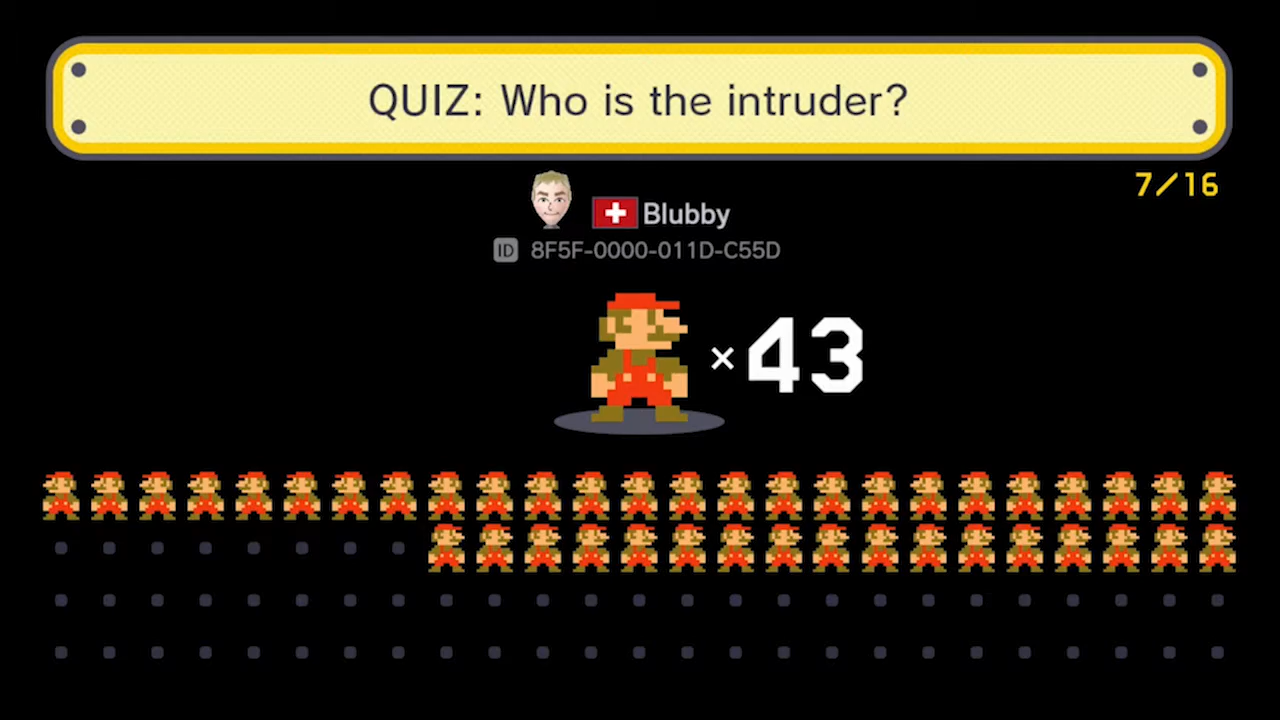 QUIZ: Who is the intruder?
7/16
Blubby
ID 8F5F-0000-011D-C55D
×43